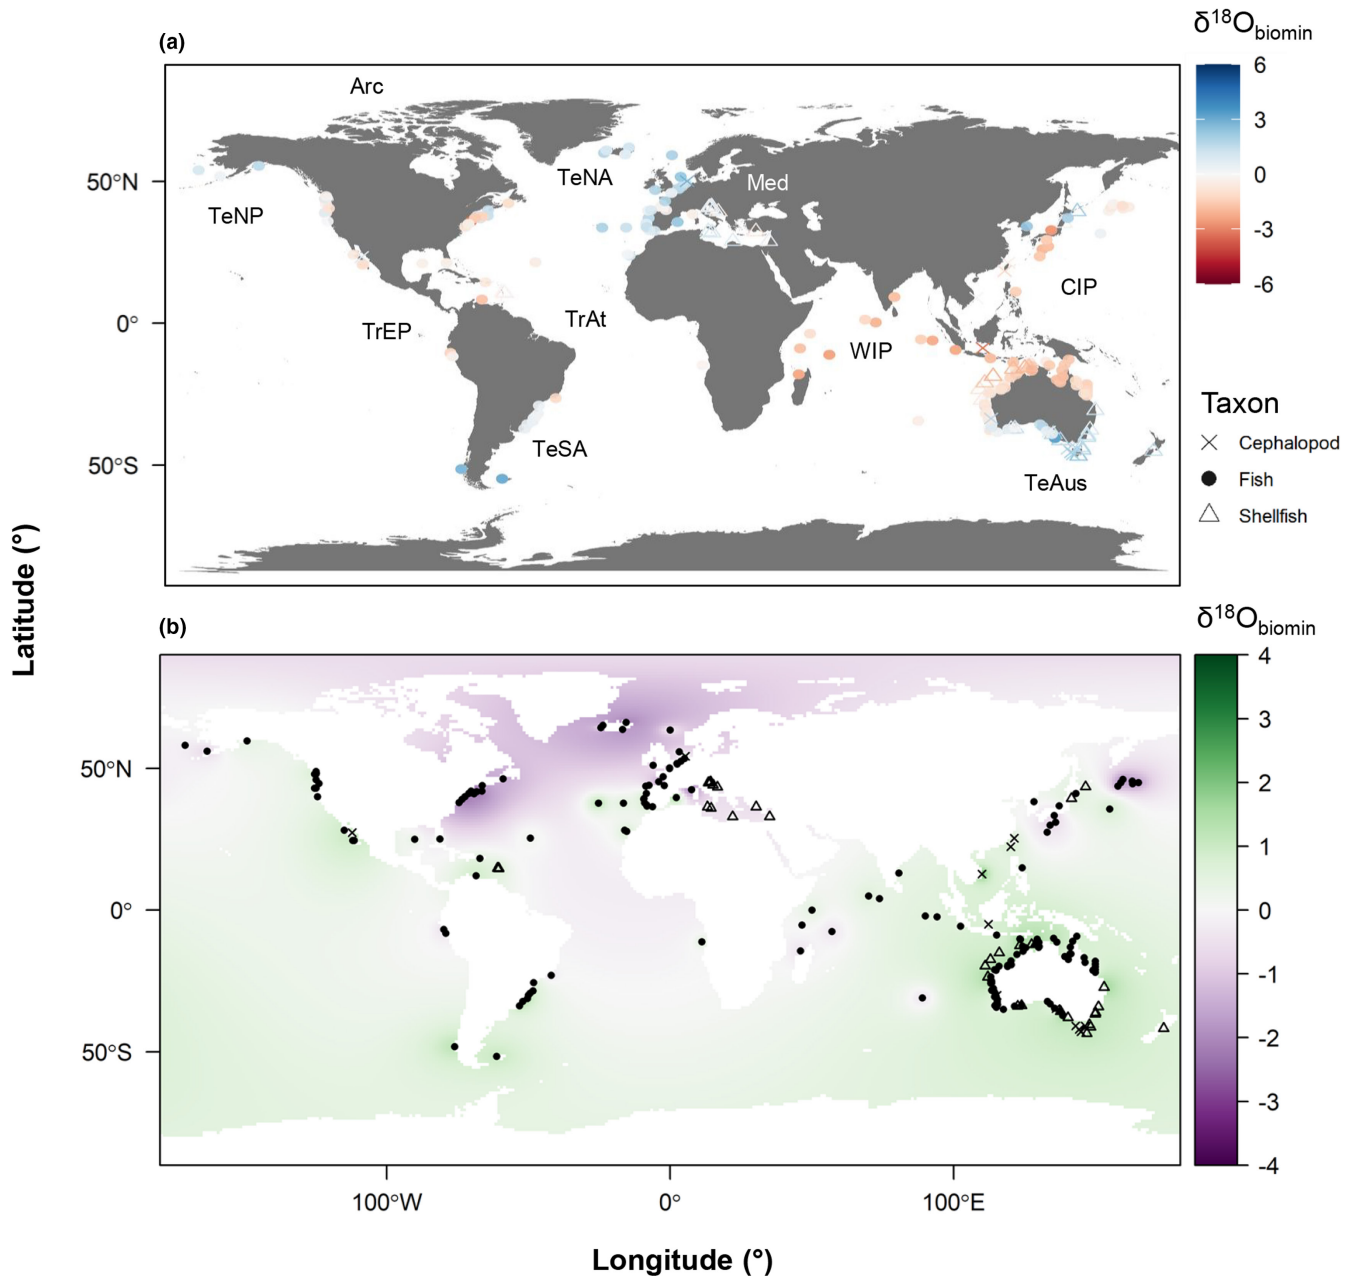 (a)
δ18Obiomin
Arc
6
3
0
-3
-6
50°N
0°
50°S
TeNA
Med
TeNP
CIP
TrEP
TrAt
WIP
TeSA
TeAus
Taxon
Cephalopod
Fish
Shellfish
Latitude (°)
(b)
δ18Obiomin
4
3
2
1
0
-1
-2
-3
-4
50°N
0°
50°S
100°W
0°
100°E
Longitude (°)